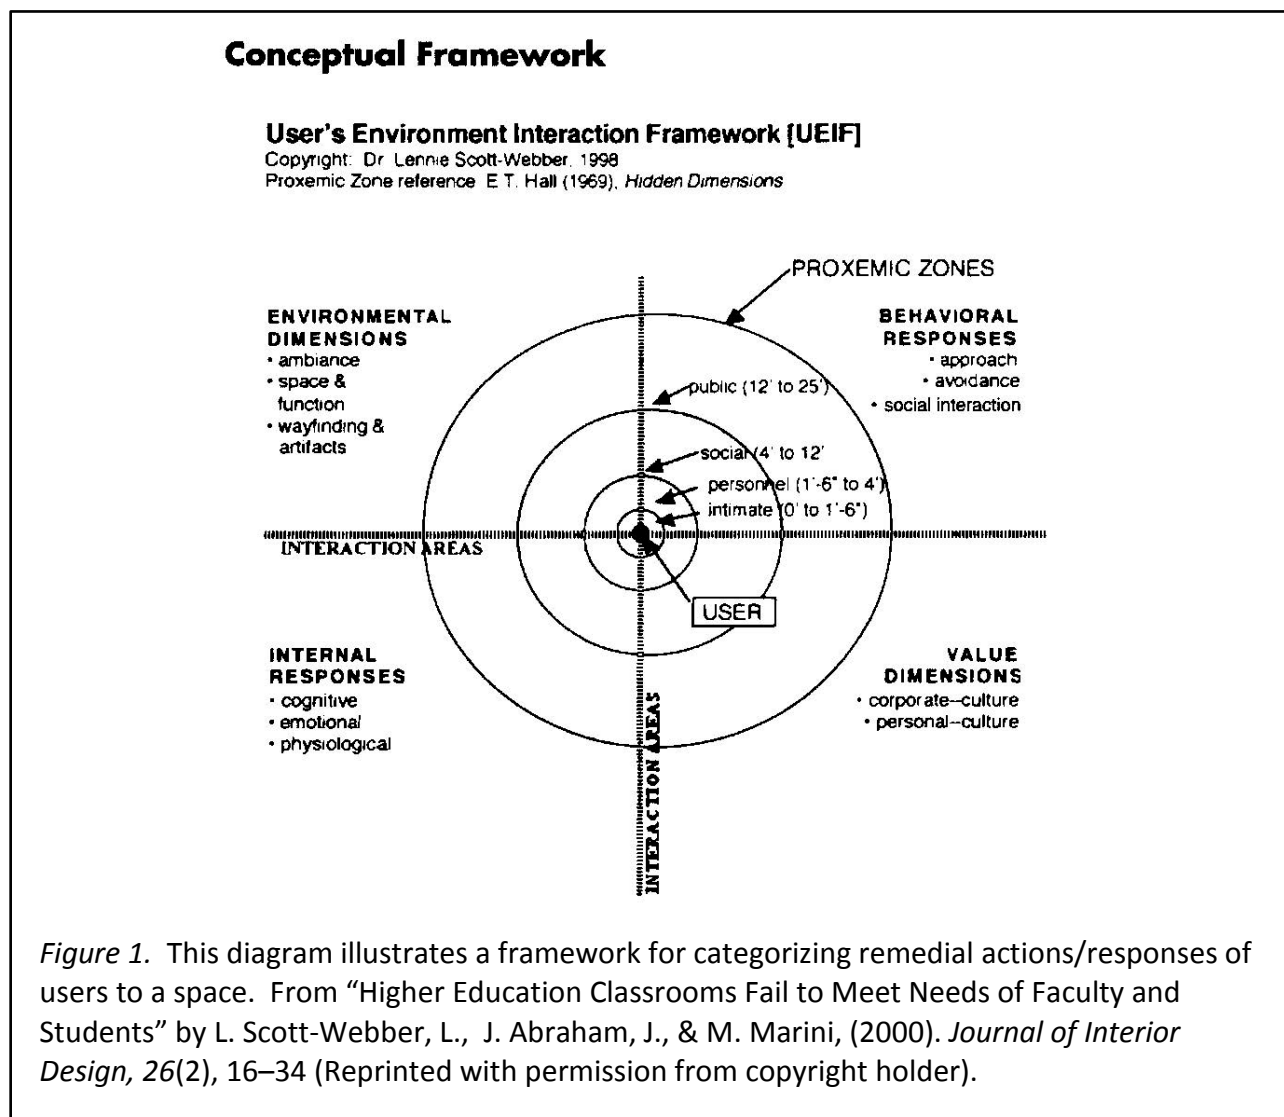 Conceptual Framework
User's Environment Interaction Framework [UEIF]
Copyright: Dr Lennie Scott-Webber, 1998
Proxemic Zone reference E.T. Hall (1969), Hidden Dimensions
PROXEMIC ZONES
ENVIRONMENTAL
DIMENSIONS
• ambiance
• space &
function
• wayfinding &
artifacts
BEHAVIORAL
RESPONSES
• approach
• avoidance
• social interaction
public (12' to 25')
social (4' to 12'
personnel (1'-6" to 4')
intimate (0' to 1'-6")
INTERACTION AREAS
USER
INTERNAL
RESPONSES
• cognitive
• emotional
• physiological
VALUE
DIMENSIONS
• corporate--culture
• personal--culture
INTERACTION AREAS
Figure 1. This diagram illustrates a framework for categorizing remedial actions/responses of
users to a space. From “Higher Education Classrooms Fail to Meet Needs of Faculty and
Students” by L. Scott-Webber, L., J. Abraham, J., & M. Marini, (2000). Journal of Interior
Design, 26(2), 16–34 (Reprinted with permission from copyright holder).